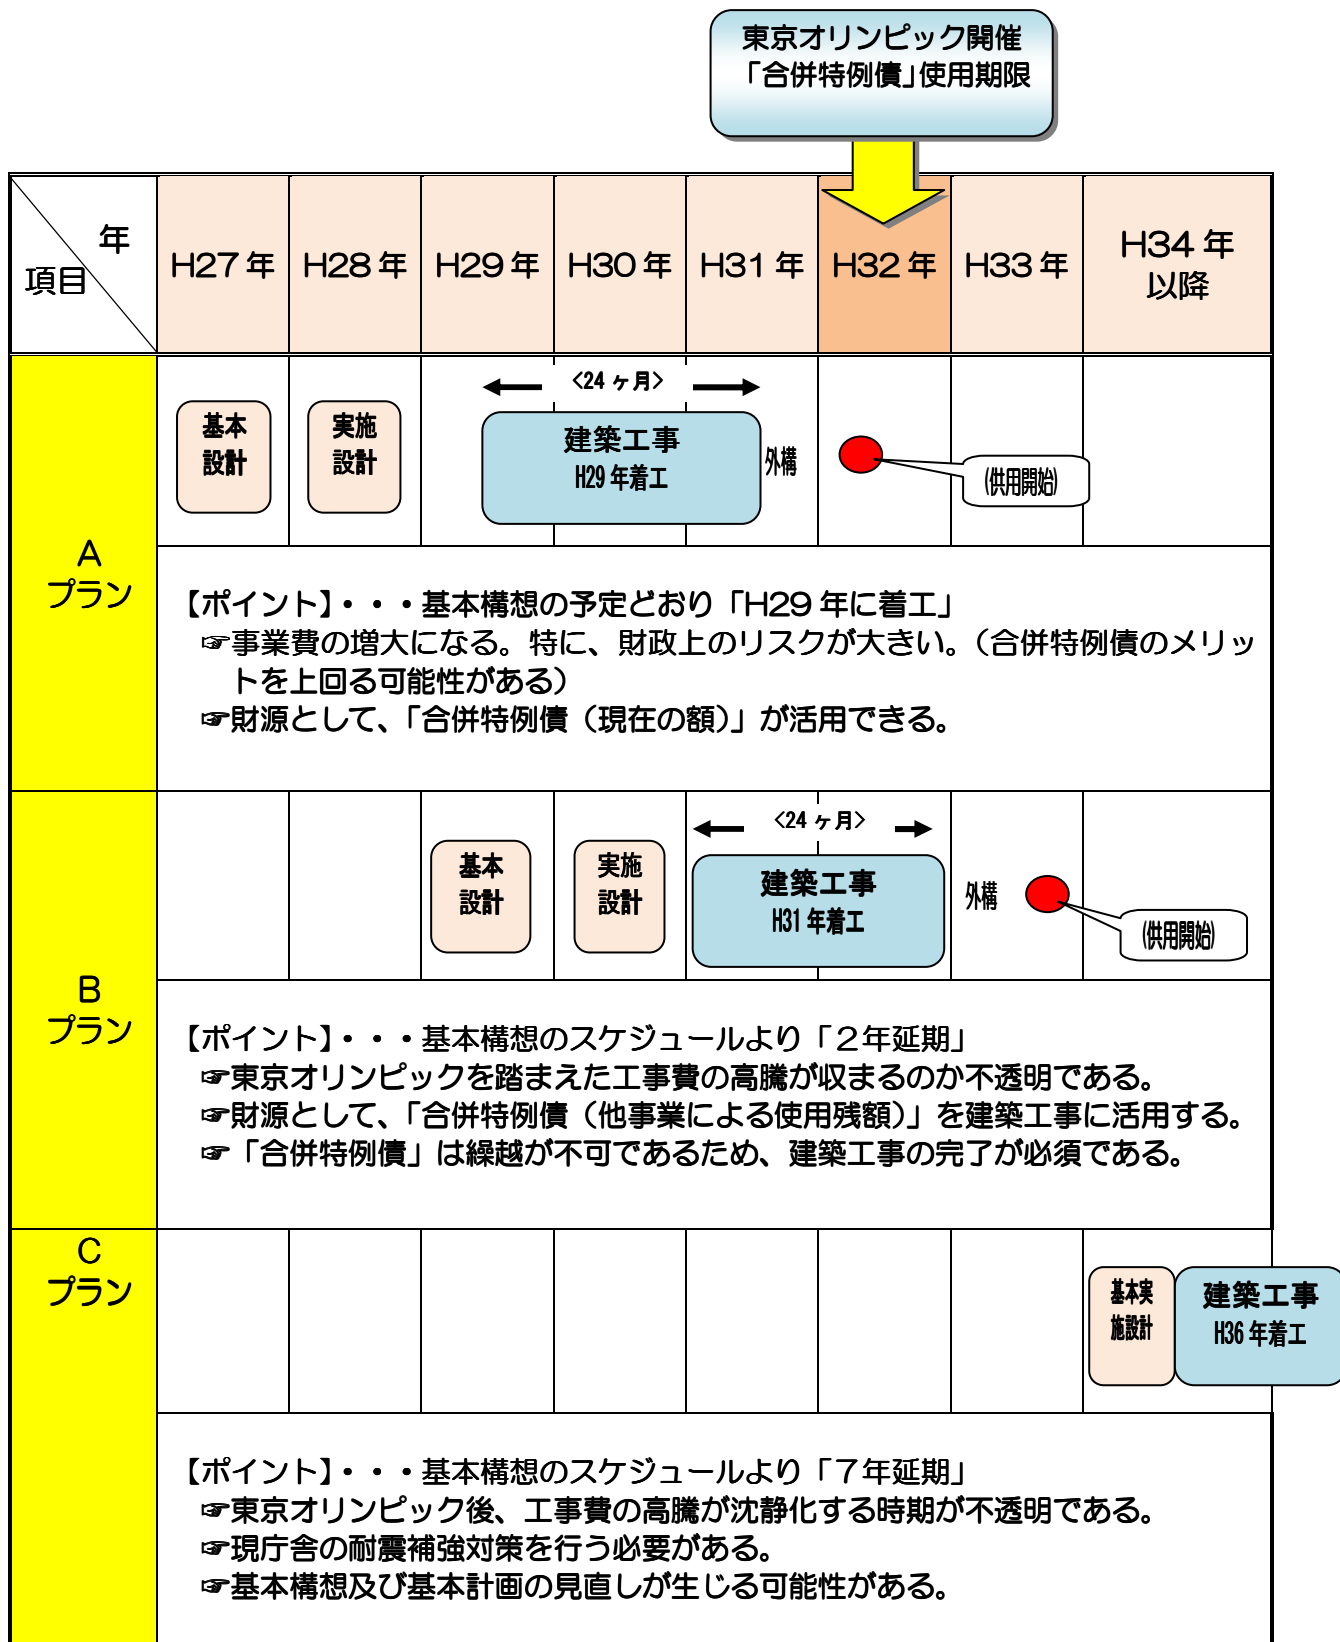 東京オリンピック開催
「合併特例債」使用期限
年
項目
H27年
H28年
H29年
H30年
H31年
H32年
H33年
H34年
以降
A
プラン
基本
設計
実施
設計
<24ヶ月>
建築工事
H29年着工
外構
(供用開始)
【ポイント】・・・基本構想の予定どおり「H29年に着工」
☞事業費の増大になる。特に、財政上のリスクが大きい。（合併特例債のメリッ
トを上回る可能性がある）
☞財源として、「合併特例債（現在の額）」が活用できる。
B
プラン
基本
設計
実施
設計
<24ヶ月>
建築工事
H31年着工
外構
(供用開始)
【ポイント】・・・基本構想のスケジュールより「２年延期」
☞東京オリンピックを踏まえた工事費の高騰が収まるのか不透明である。
☞財源として、「合併特例債（他事業による使用残額）」を建築工事に活用する。
☞「合併特例債」は繰越が不可であるため、建築工事の完了が必須である。
C
プラン
基本実
施設計
建築工事
H36年着工
【ポイント】・・・基本構想のスケジュールより「７年延期」
☞東京オリンピック後、工事費の高騰が沈静化する時期が不透明である。
☞現庁舎の耐震補強対策を行う必要がある。
☞基本構想及び基本計画の見直しが生じる可能性がある。